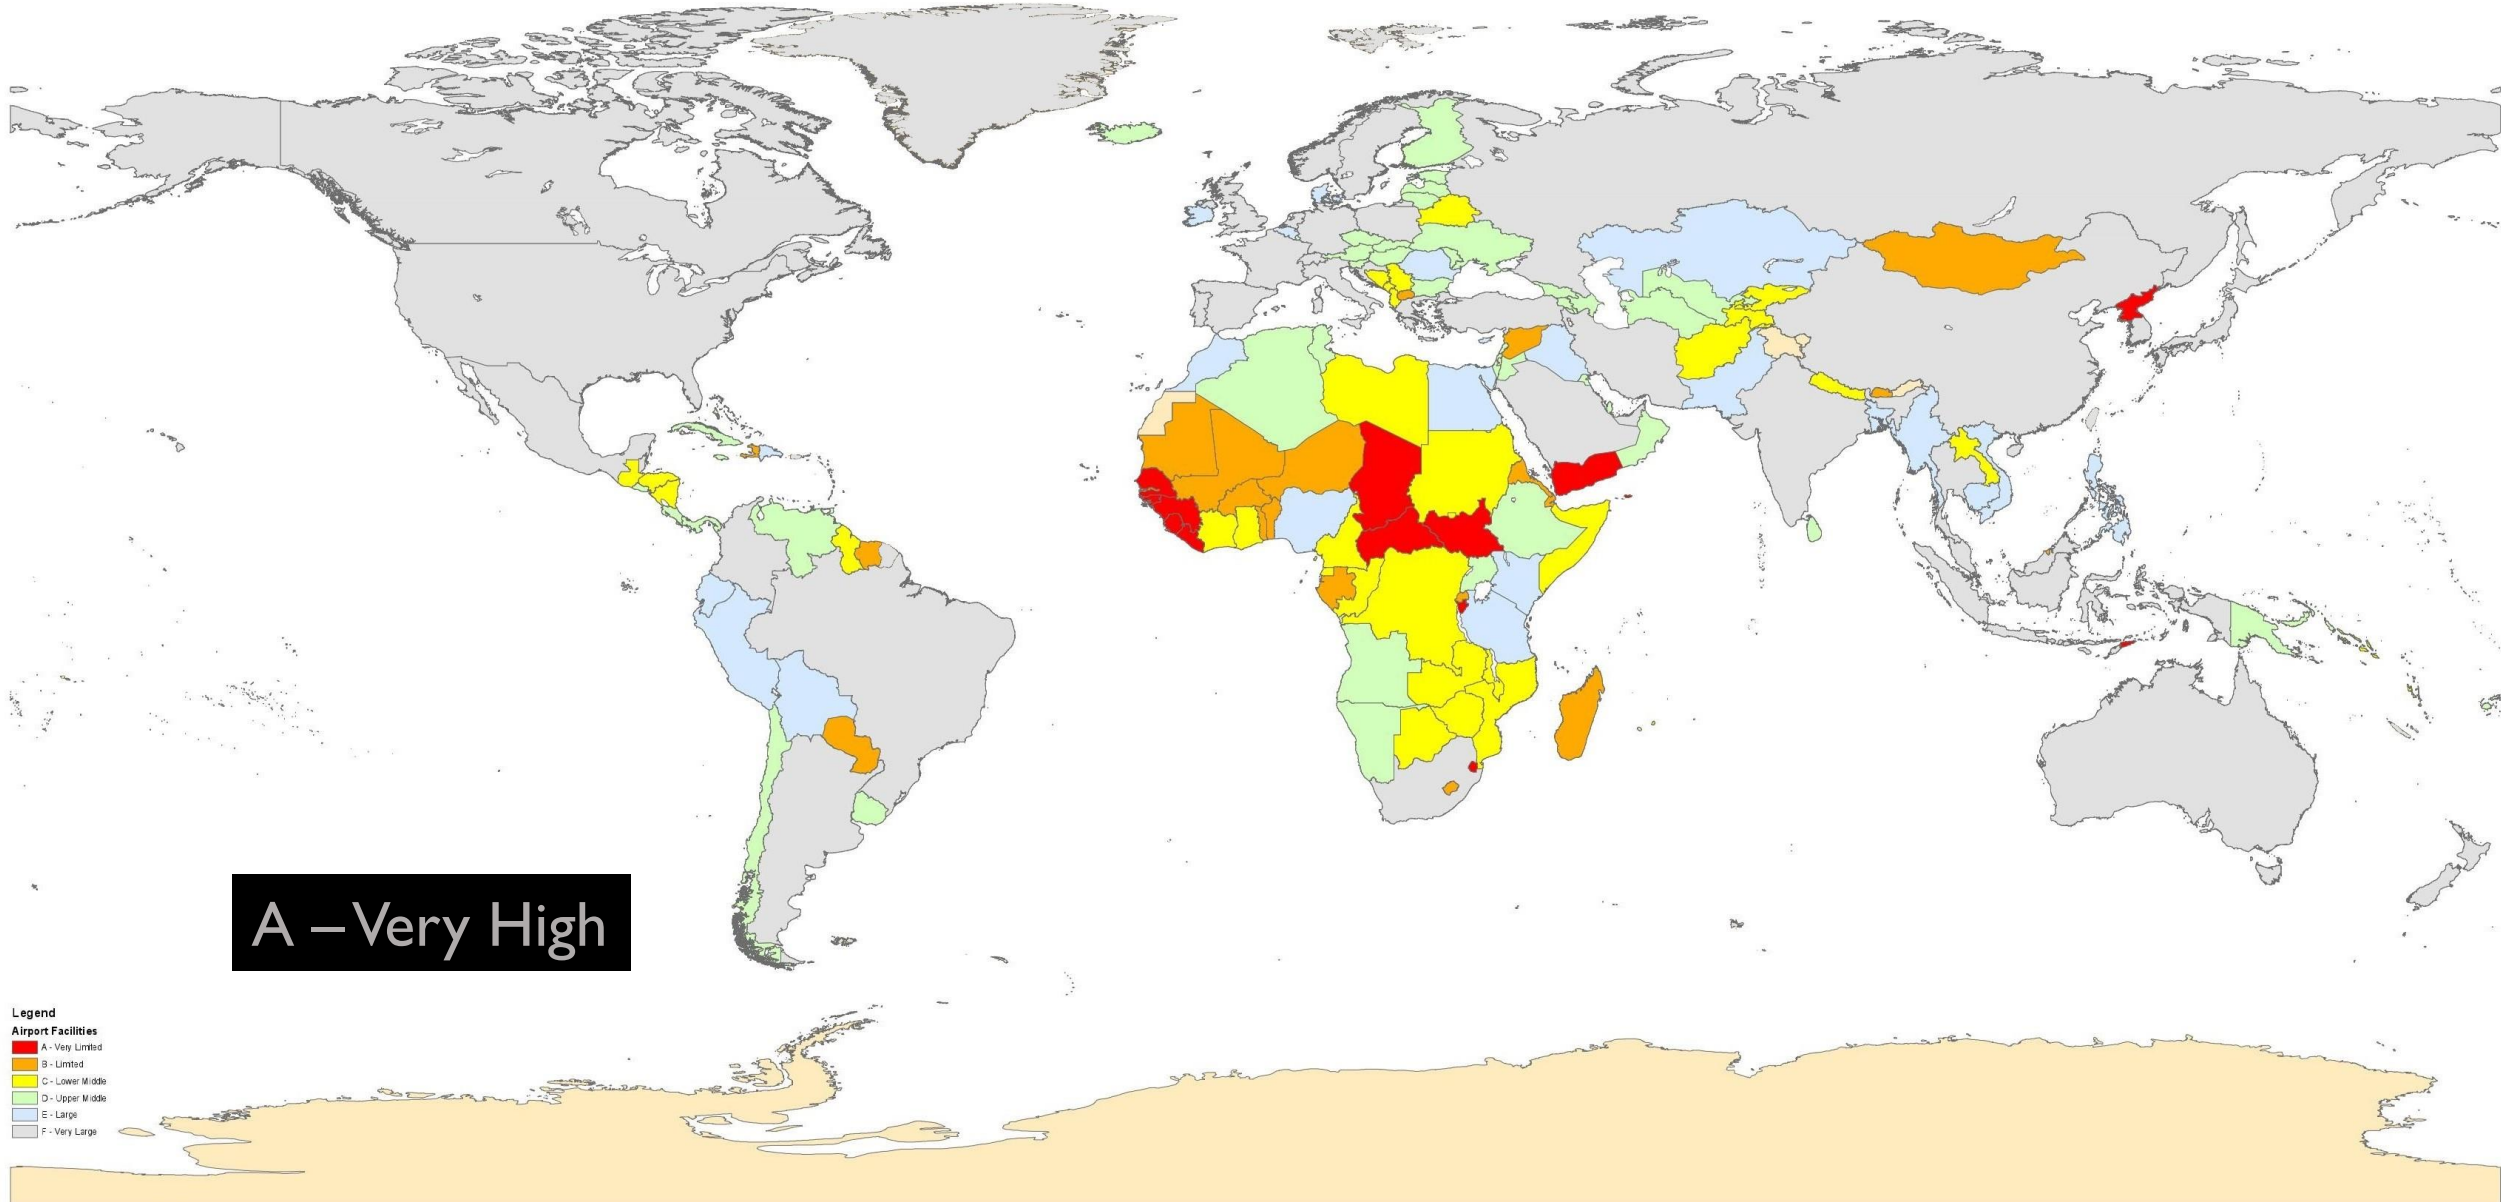 A – Very High
Legend
Airport Facilities
A - Very Limited
B - Limited
C - Lower Middle
D - Upper Middle
E - Large
F - Very Large